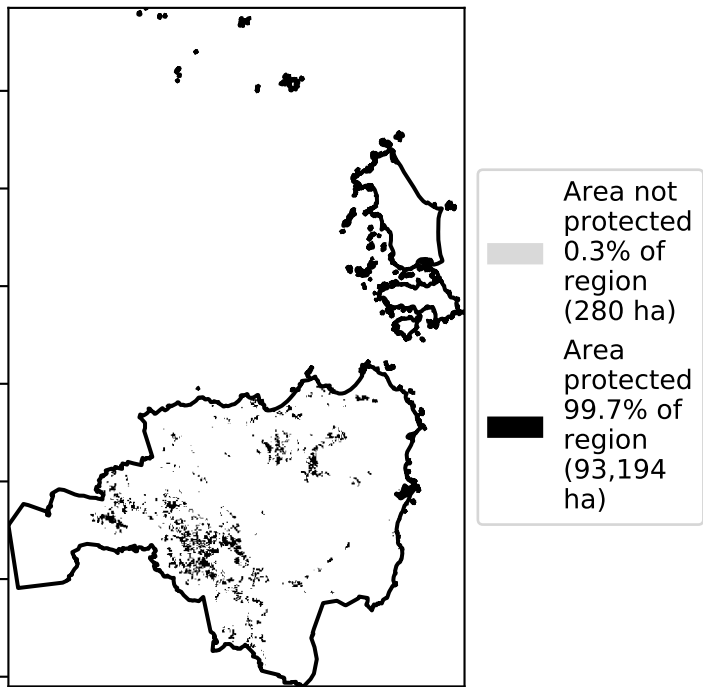 Area not
protected
0.3% of
region
(280 ha)
Area
protected
99.7% of
region
(93,194
ha)